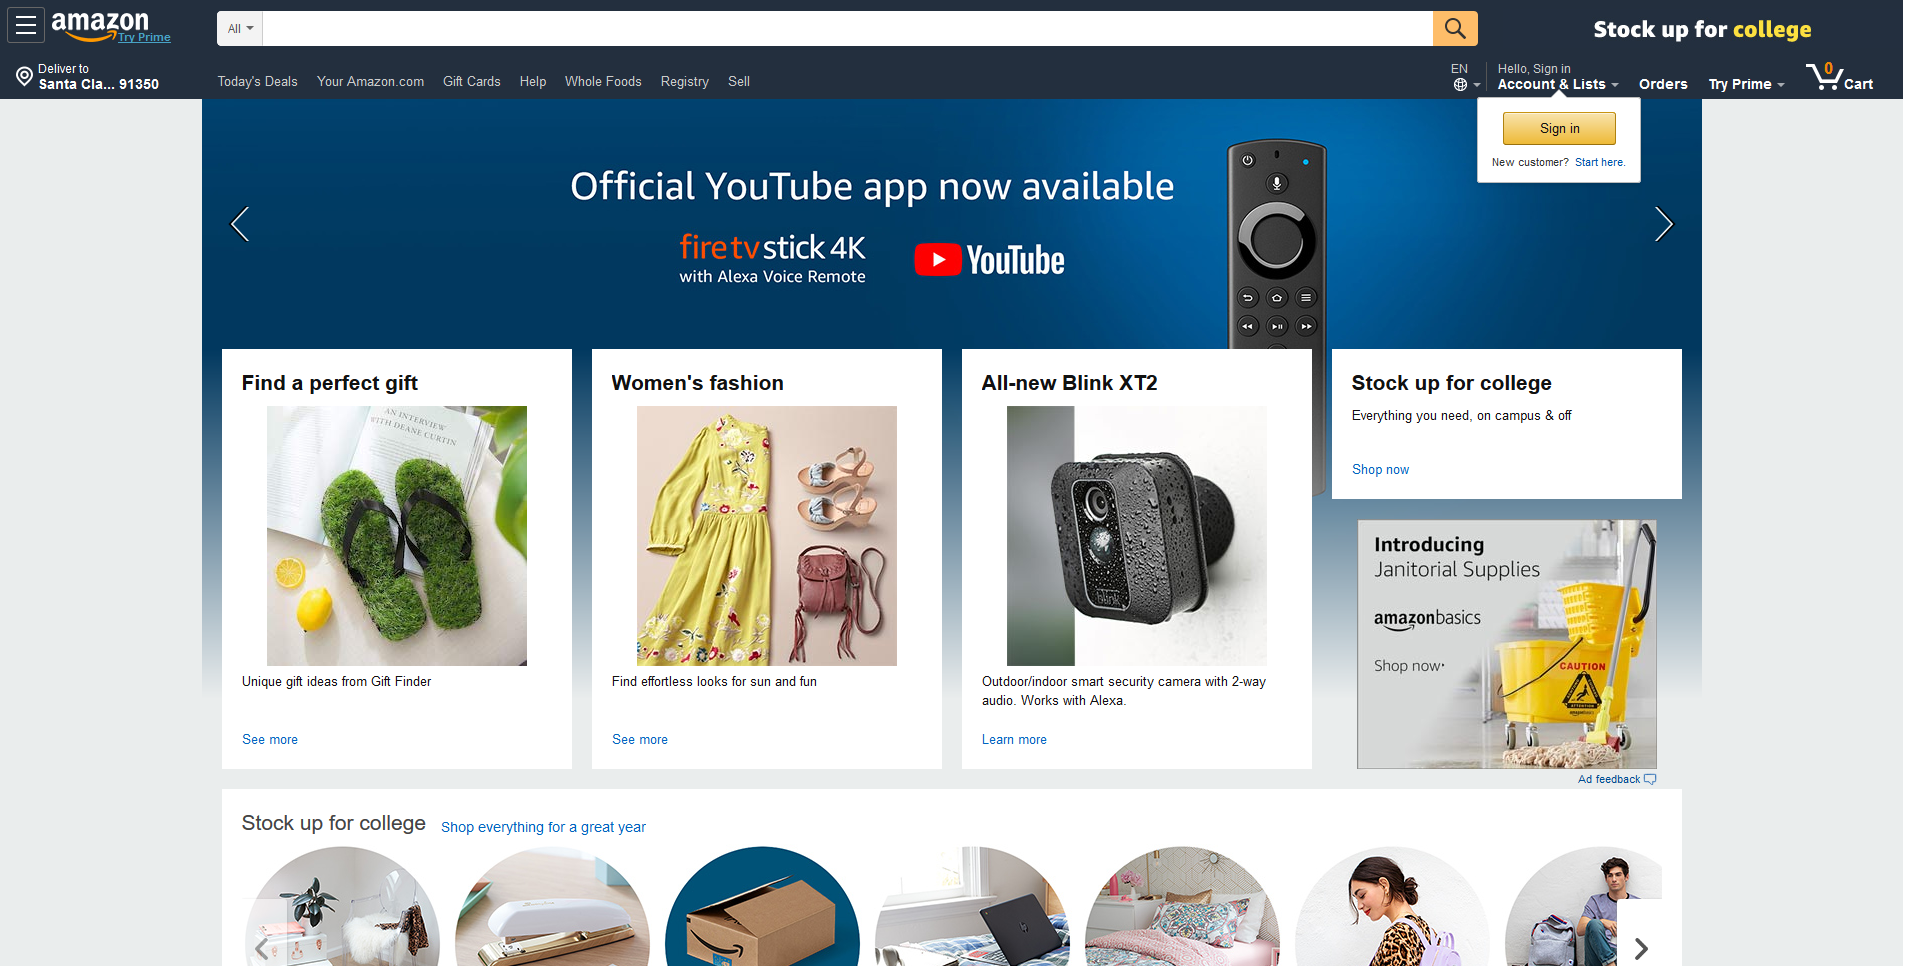 amazon
Try Prime
All
Stock up for college
Deliver to
Santa Cla... 91350
Today's Deals Your Amazon.com Gift Cards Help Whole Foods Registry Sell
EN
Hello, Sign in
Account & Lists
Orders
Try Prime
0
Cart
Sign in
New customer? Start here.
Official YouTube app now available
firetvstick 4K
with Alexa Voice Remote
YouTube
Find a perfect gift
AN INTERVIEW
WITH DEANE CURTIN
Unique gift ideas from Gift Finder
See more
Women's fashion
Find effortless looks for sun and fun
See more
All-new Blink XT2
blink
Outdoor/indoor smart security camera with 2-way
audio. Works with Alexa.
Learn more
Stock up for college
Everything you need, on campus & off
Shop now
Introducing
Janitorial Supplies
amazonbasics
Shop now
CAUTION
ATTENTION
amazonbasics
Ad feedback
Stock up for college
Shop everything for a great year
hp